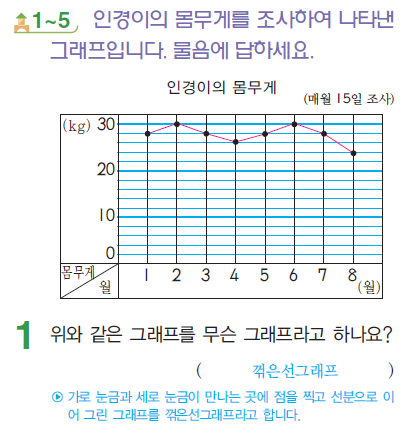 1~5 인경이의 몸무게를 조사하여 나타낸
그래프입니다. 물음에 답하세요.
인경이의 몸무게
(매월 15일 조사)
(kg) 30
20
10
0
몸무게
월
1 2 3 4 5 6 7 8 (월)
1 위와 같은 그래프를 무슨 그래프라고 하나요?
( 꺾은선그래프 )
가로 눈금과 세로 눈금이 만나는 곳에 점을 찍고 선분으로 이
어 그린 그래프를 꺾은선그래프라고 합니다.